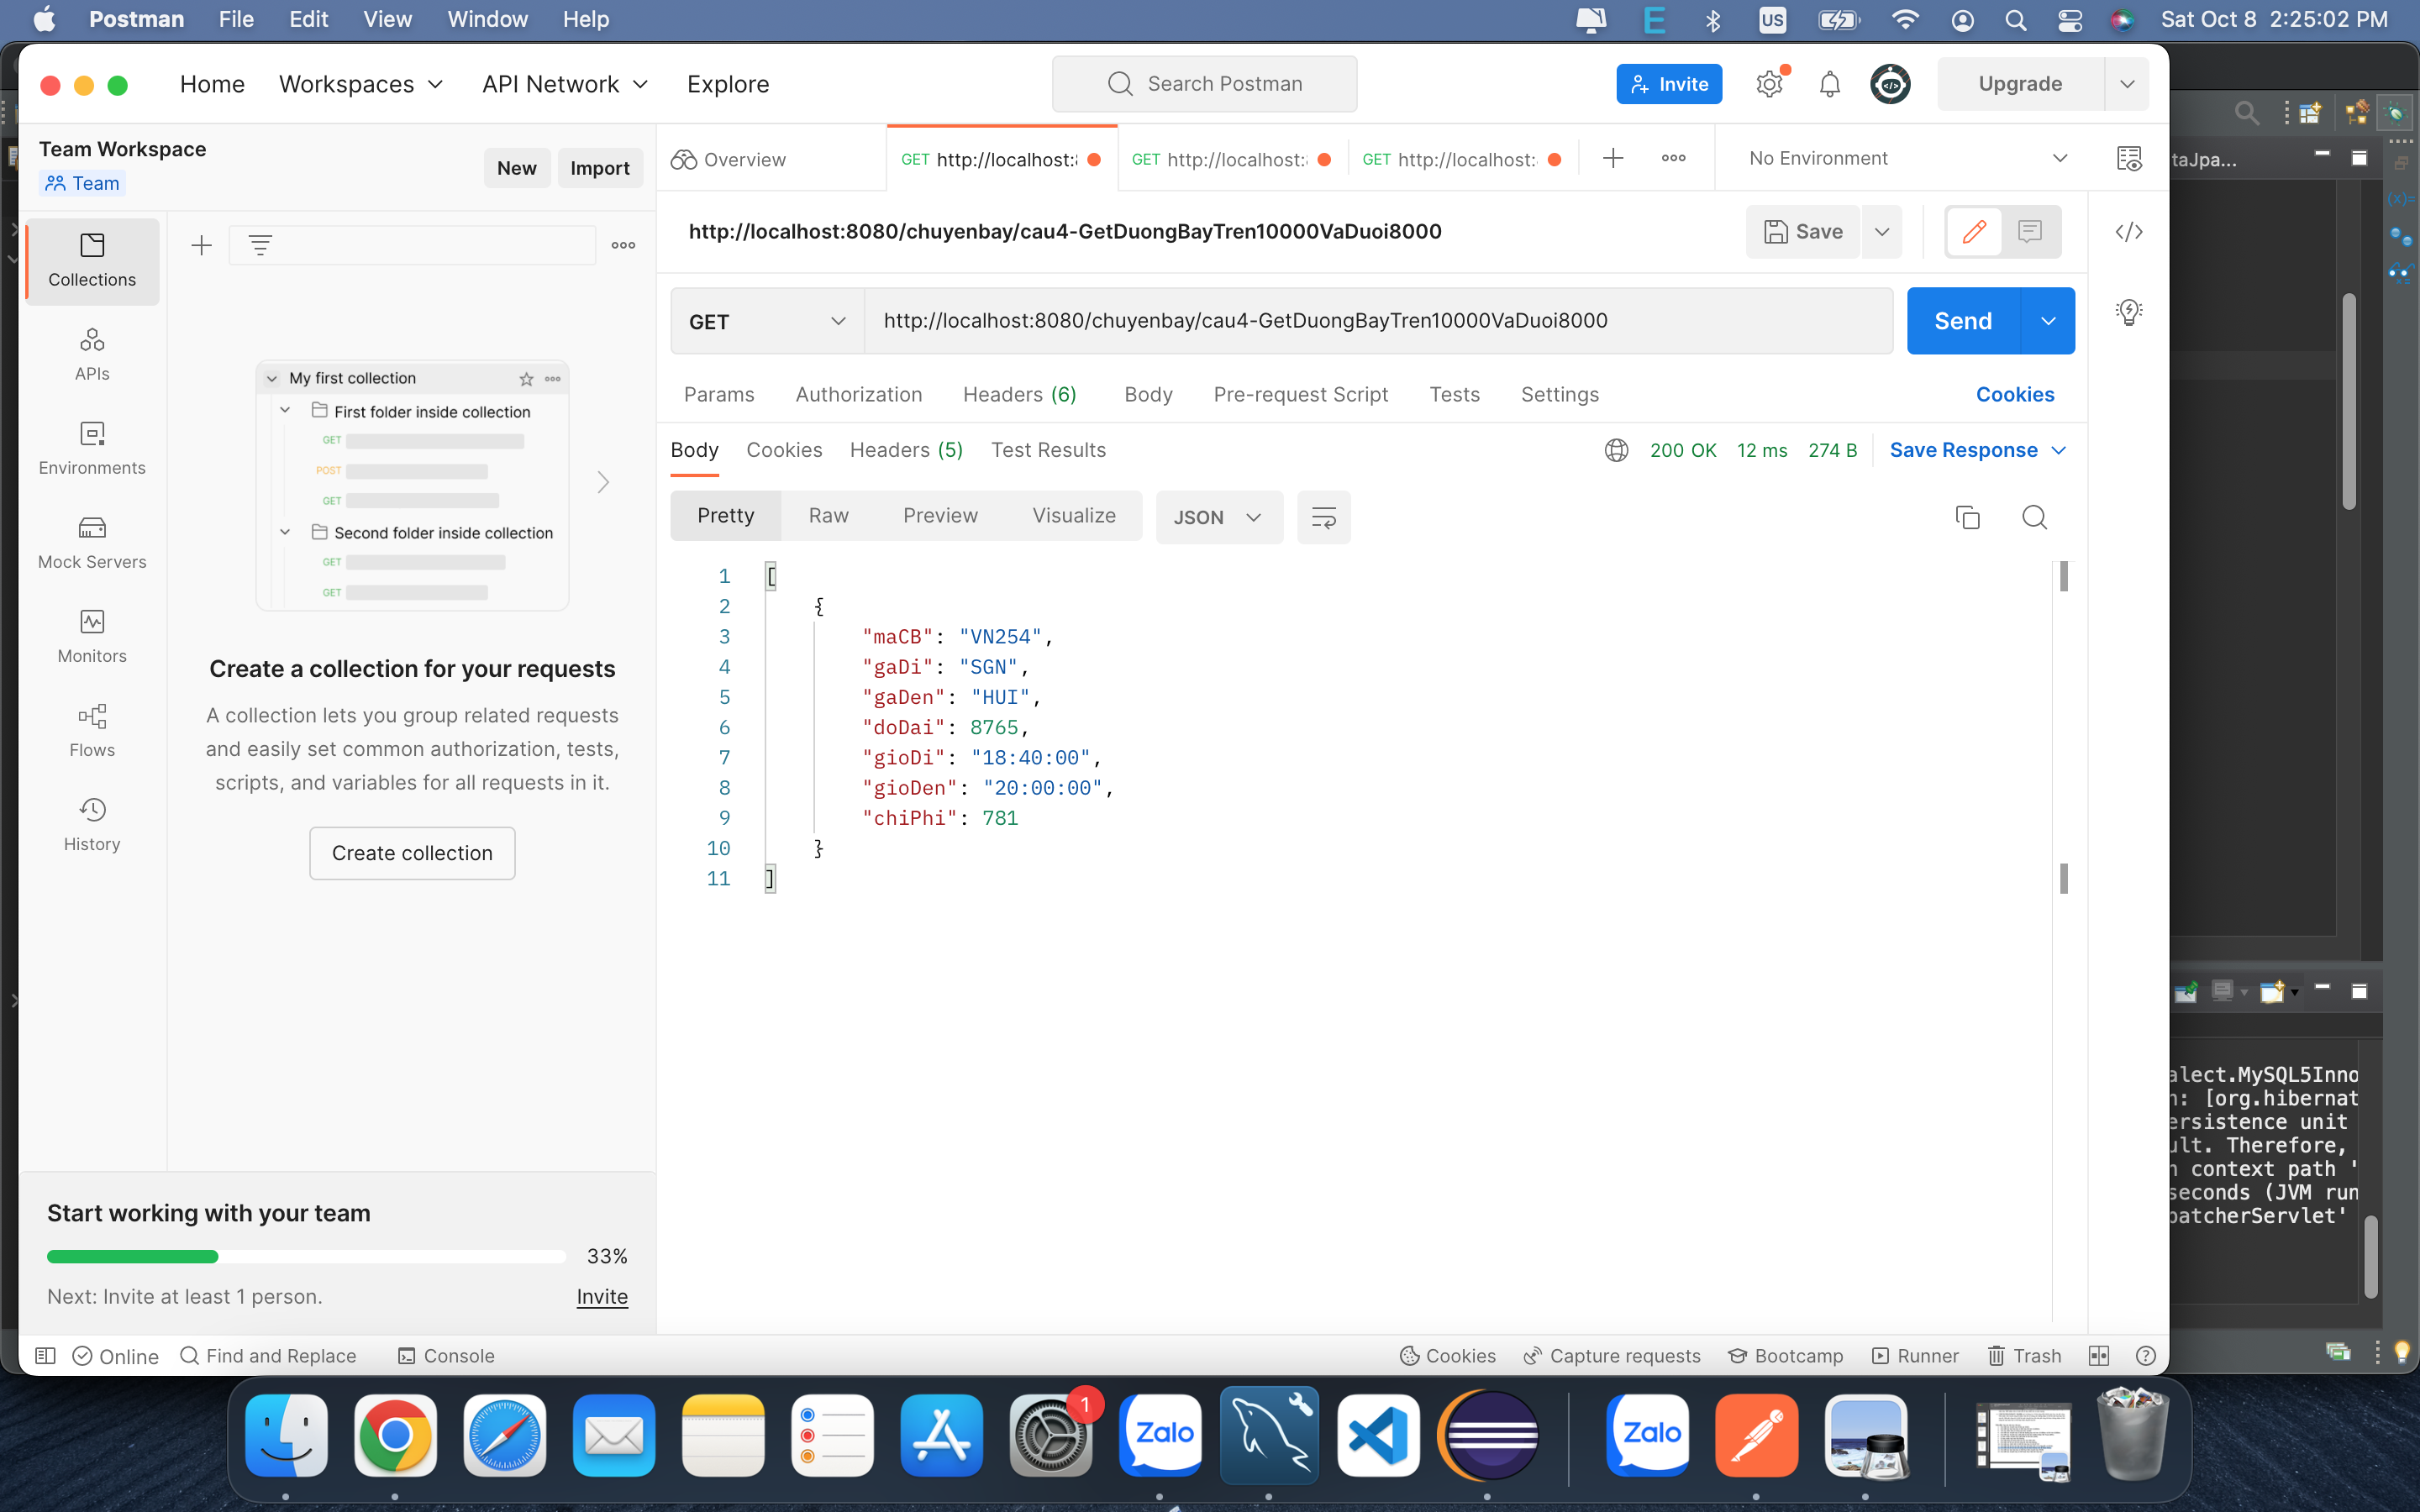 Postman File Edit View Window Help
US
Sat Oct 8 2:25:02 PM
Home Workspaces API Network Explore
Search Postman
Invite
Upgrade
Team Workspace
Team
New Import
Overview
GET http://localhost:
GET http://localhost:
GET http://localhost:
No Environment
taJpa...
http://localhost:8080/chuyenbay/cau4-GetDuongBayTren10000VaDuoi8000
Save
GET http://localhost:8080/chuyenbay/cau4-GetDuongBayTren10000VaDuoi8000 Send
Params Authorization Headers (6) Body Pre-request Script Tests Settings Cookies
Body Cookies Headers (5) Test Results
200 OK 12 ms 274 B Save Response
Pretty Raw Preview Visualize JSON
1 [
2 {
3 "maCB": "VN254",
4 "gaDi": "SGN",
5 "gaDen": "HUI",
6 "doDai": 8765,
7 "gioDi": "18:40:00",
8 "gioDen": "20:00:00",
9 "chiPhi": 781
10 }
11 ]
Collections
APIs
Environments
Mock Servers
Monitors
Flows
History
My first collection
First folder inside collection
GET
POST
GET
Second folder inside collection
GET
GET
Create a collection for your requests
A collection lets you group related requests
and easily set common authorization, tests,
scripts, and variables for all requests in it.
Create collection
Start working with your team
33%
Next: Invite at least 1 person.
Invite
alect.MySQL5Inno
n: [org.hibernat
ersistence unit
ult. Therefore,
n context path '
seconds (JVM run
patcherServlet'
Online Find and Replace Console
Cookies Capture requests Bootcamp Runner Trash
1
Zalo
Zalo